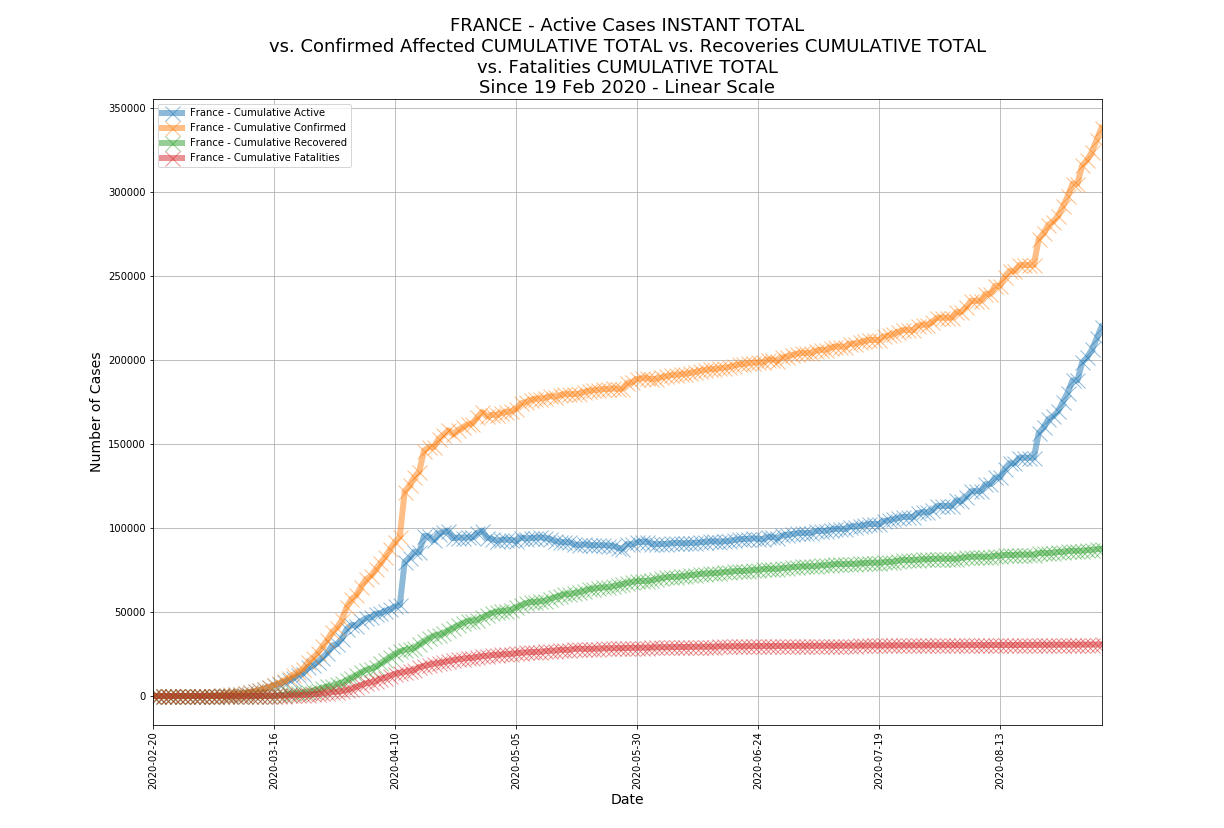 FRANCE - Active Cases INSTANT TOTAL
vs. Confirmed Affected CUMULATIVE TOTAL vs. Recoveries CUMULATIVE TOTAL
vs. Fatalities CUMULATIVE TOTAL
Since 19 Feb 2020 - Linear Scale
France - Cumulative Active
France - Cumulative Confirmed
France - Cumulative Recovered
France - Cumulative Fatalities
Number of Cases
350000
300000
250000
200000
150000
100000
50000
0
2020-02-20
2020-03-16
2020-04-10
2020-05-05
2020-05-30
2020-06-24
2020-07-19
2020-08-13
Date